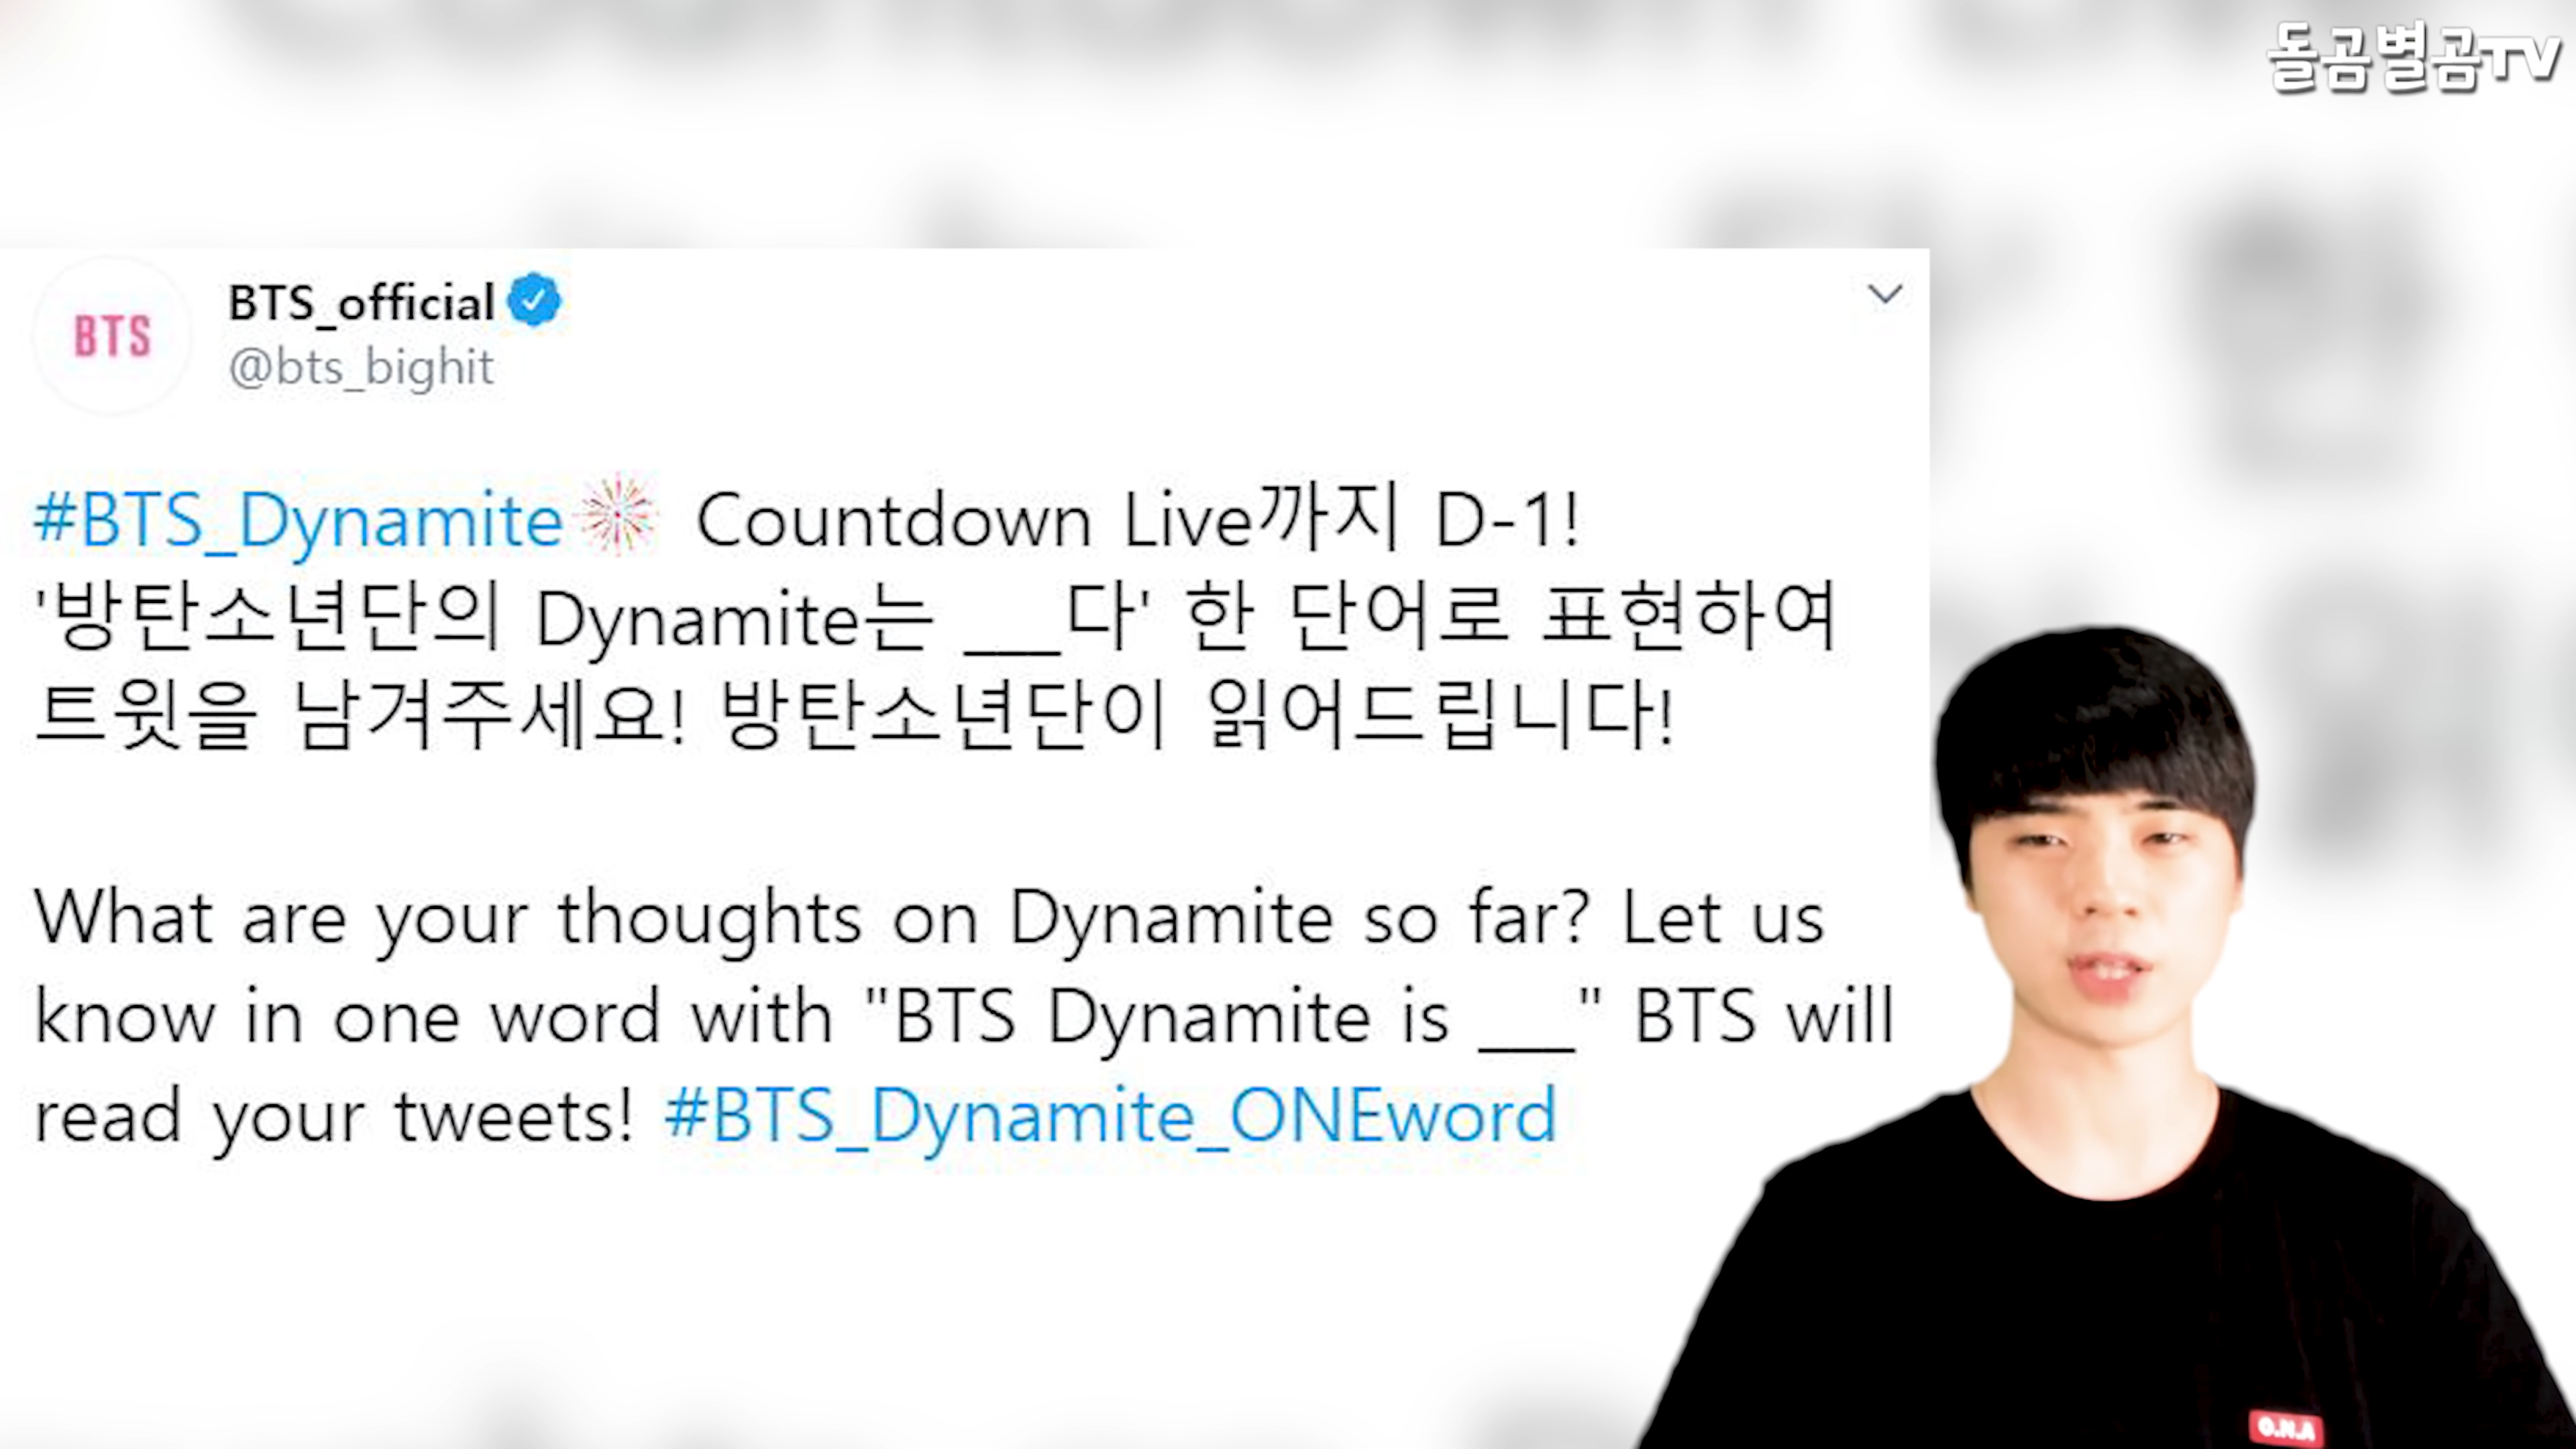 돌곰별곰TV
BTS
BTS_official
@bts_bighit
#BTS_Dynamite Countdown Live까지 D-1!
'방탄소년단의 Dynamite는 ___다' 한 단어로 표현하여
트윗을 남겨주세요! 방탄소년단이 읽어드립니다!
What are your thoughts on Dynamite so far? Let us
know in one word with "BTS Dynamite is ___" BTS will
read your tweets! #BTS_Dynamite_ONEword
O.N.A